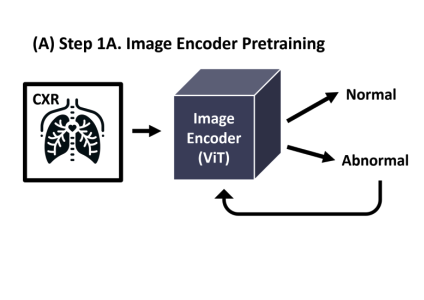 (A) Step 1A. Image Encoder Pretraining
CXR
Image
Encoder
(ViT)
Normal
Abnormal